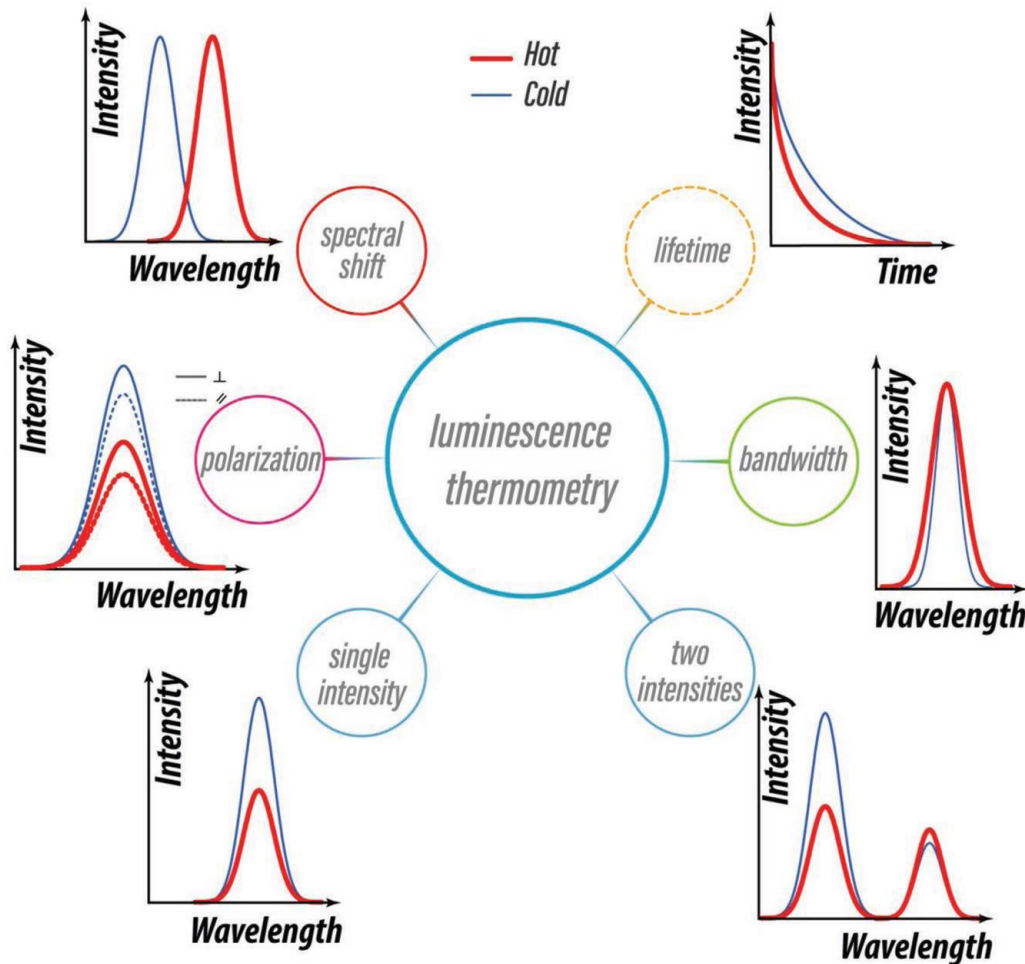 Intensity
Wavelength
Hot
Cold
Intensity
Time
spectral
shift
lifetime
Intensity
Wavelength
⊥
//
polarization
luminescence
thermometry
bandwidth
Intensity
Wavelength
single
intensity
two
intensities
Intensity
Wavelength
Intensity
Wavelength